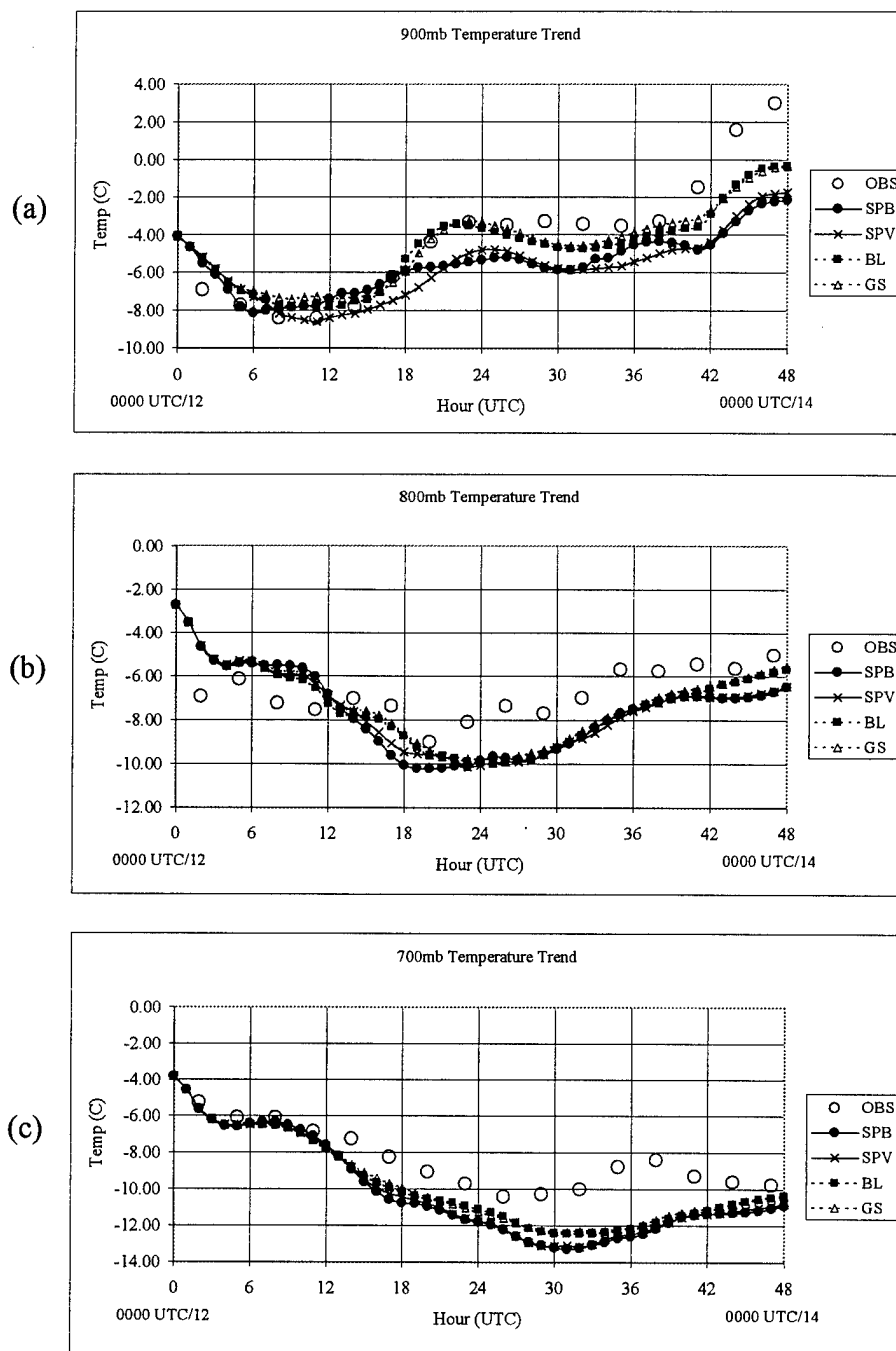 (a)
900mb Temperature Trend
Temp (C)
4.00
2.00
0.00
-2.00
-4.00
-6.00
-8.00
-10.00
0 6 12 18 24 30 36 42 48
0000 UTC/12 Hour (UTC) 0000 UTC/14
OBS
SPB
SPV
BL
GS
(b)
800mb Temperature Trend
Temp (C)
0.00
-2.00
-4.00
-6.00
-8.00
-10.00
-12.00
0 6 12 18 24 30 36 42 48
0000 UTC/12 Hour (UTC) 0000 UTC/14
OBS
SPB
SPV
BL
GS
(c)
700mb Temperature Trend
Temp (C)
0.00
-2.00
-4.00
-6.00
-8.00
-10.00
-12.00
-14.00
0 6 12 18 24 30 36 42 48
0000 UTC/12 Hour (UTC) 0000 UTC/14
OBS
SPB
SPV
BL
GS